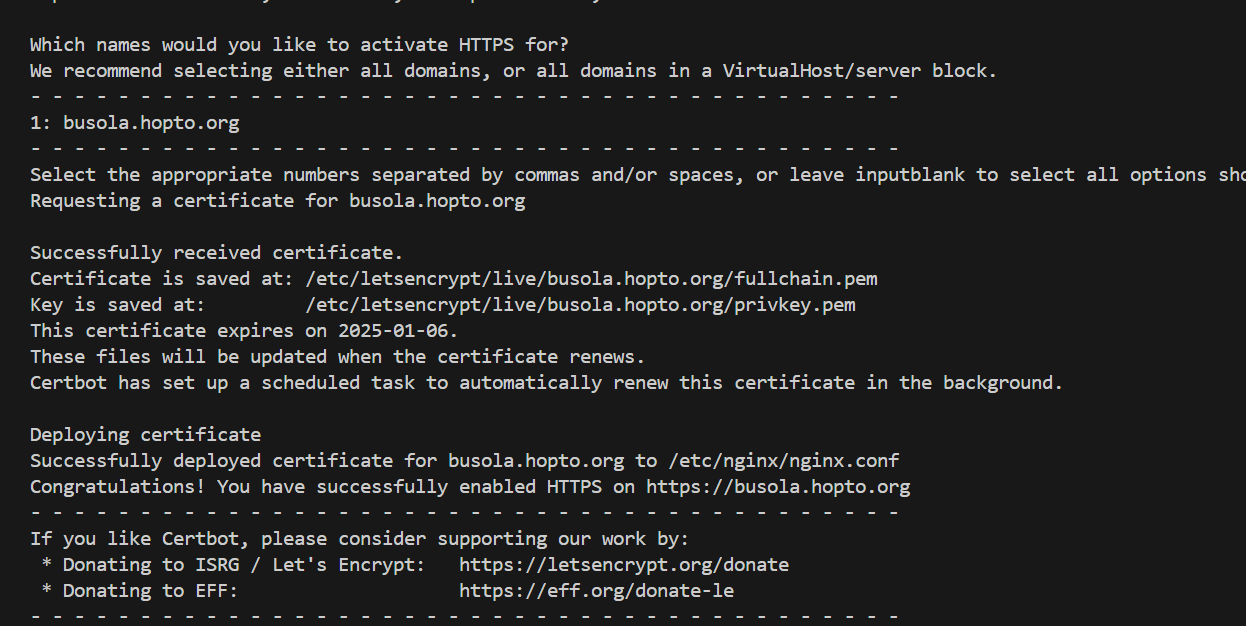 Which names would you like to activate HTTPS for?
We recommend selecting either all domains, or all domains in a VirtualHost/server block.
- - - - - - - - - - - - - - - - - - - - - - - - - - - - - - - - - - - - - - - -
1: busola.hopto.org
- - - - - - - - - - - - - - - - - - - - - - - - - - - - - - - - - - - - - - - -
Select the appropriate numbers separated by commas and/or spaces, or leave inputblank to select all options
Requesting a certificate for busola.hopto.org
Successfully received certificate.
Certificate is saved at: /etc/letsencrypt/live/busola.hopto.org/fullchain.pem
Key is saved at: /etc/letsencrypt/live/busola.hopto.org/privkey.pem
This certificate expires on 2025-01-06.
These files will be updated when the certificate renews.
Certbot has set up a scheduled task to automatically renew this certificate in the background.
Deploying certificate
Successfully deployed certificate for busola.hopto.org to /etc/nginx/nginx.conf
Congratulations! You have successfully enabled HTTPS on https://busola.hopto.org
- - - - - - - - - - - - - - - - - - - - - - - - - - - - - - - - - - - - - - - -
If you like Certbot, please consider supporting our work by:
* Donating to ISRG / Let's Encrypt: https://letsencrypt.org/donate
* Donating to EFF: https://eff.org/donate-le
- - - - - - - - - - - - - - - - - - - - - - - - - - - - - - - - - - - - - - - -